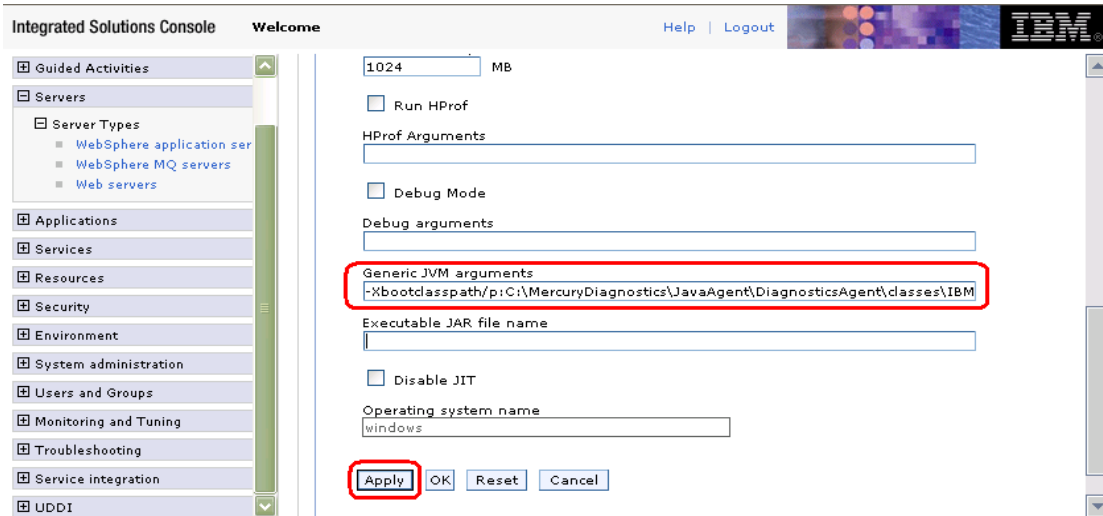 Integrated Solutions Console Welcome Help | Logout IBM®
Guided Activities
Servers
Server Types
WebSphere application ser
WebSphere MQ servers
Web servers
Applications
Services
Resources
Security
Environment
System administration
Users and Groups
Monitoring and Tuning
Troubleshooting
Service integration
UDDI
1024 MB
Run HProf
HProf Arguments
Debug Mode
Debug arguments
Generic JVM arguments
-Xbootclasspath/p:C:\MercuryDiagnostics\JavaAgent\DiagnosticsAgent\classes\IBM
Executable JAR file name
Disable JIT
Operating system name
windows
Apply OK Reset Cancel